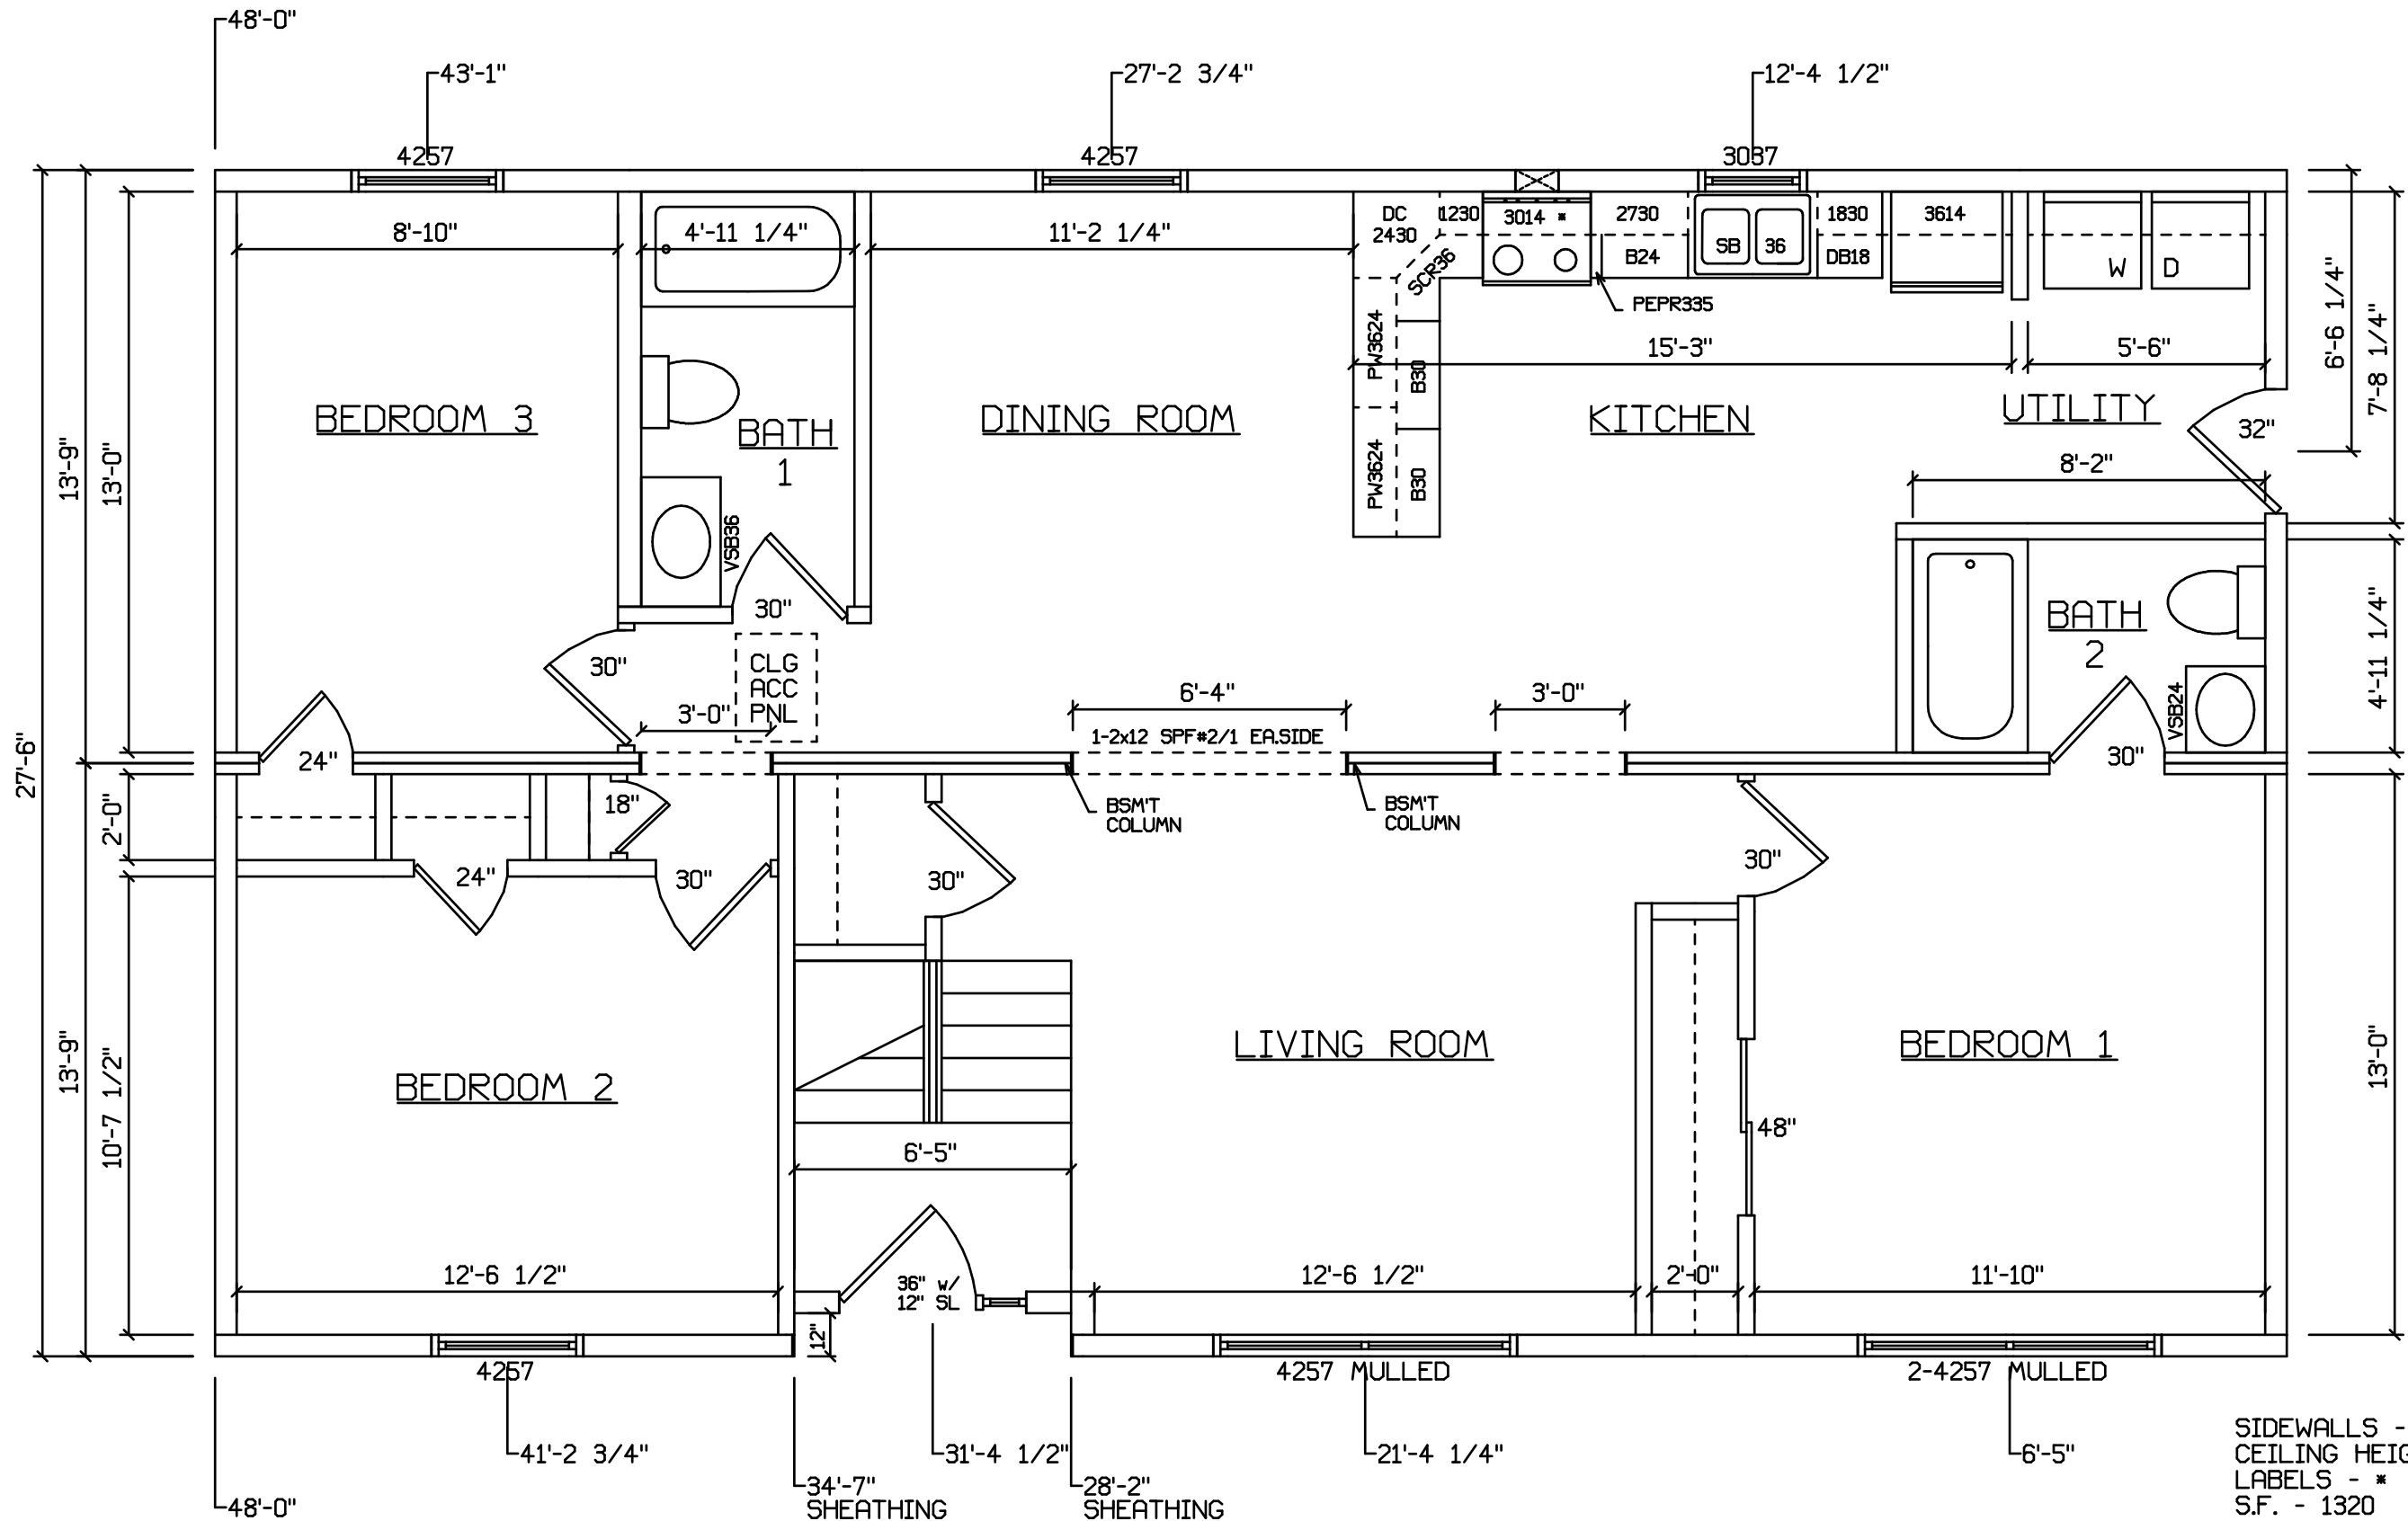 48'-0"
43'-1"
27'-2 3/4"
12'-4 1/2"
4257
4257
3037
8'-10"
4'-11 1/4"
11'-2 1/4"
DC
2430
1230
3014 *
2730
SB
36
1830
3614
B24
DB18
SCR36
W
D
PEPR335
PW3624
B30
15'-3"
5'-6"
6'-6 1/4"
7'-8 1/4"
BEDROOM 3
BATH
1
DINING ROOM
KITCHEN
UTILITY
32"
8'-2"
PW3624
B30
13'-9"
13'-0"
VSB36
30"
30"
CLG
ACC
PNL
3'-0"
6'-4"
3'-0"
1-2x12 SPF#2/1 EA.SIDE
BATH
2
VSB24
30"
4'-11 1/4"
27'-6"
24"
18"
2'-0"
24"
30"
30"
BSM'T
COLUMN
BSM'T
COLUMN
30"
LIVING ROOM
BEDROOM 1
BEDROOM 2
13'-9"
10'-7 1/2"
13'-0"
48"
6'-5"
12'-6 1/2"
36" w/
12" SL
12"
12'-6 1/2"
2'-0"
11'-10"
4257
4257 MULLED
2-4257 MULLED
41'-2 3/4"
31'-4 1/2"
21'-4 1/4"
6'-5"
34'-7"
SHEATHING
28'-2"
SHEATHING
48'-0"
SIDEWALLS -
CEILING HEIG
LABELS - *
S.F. - 1320